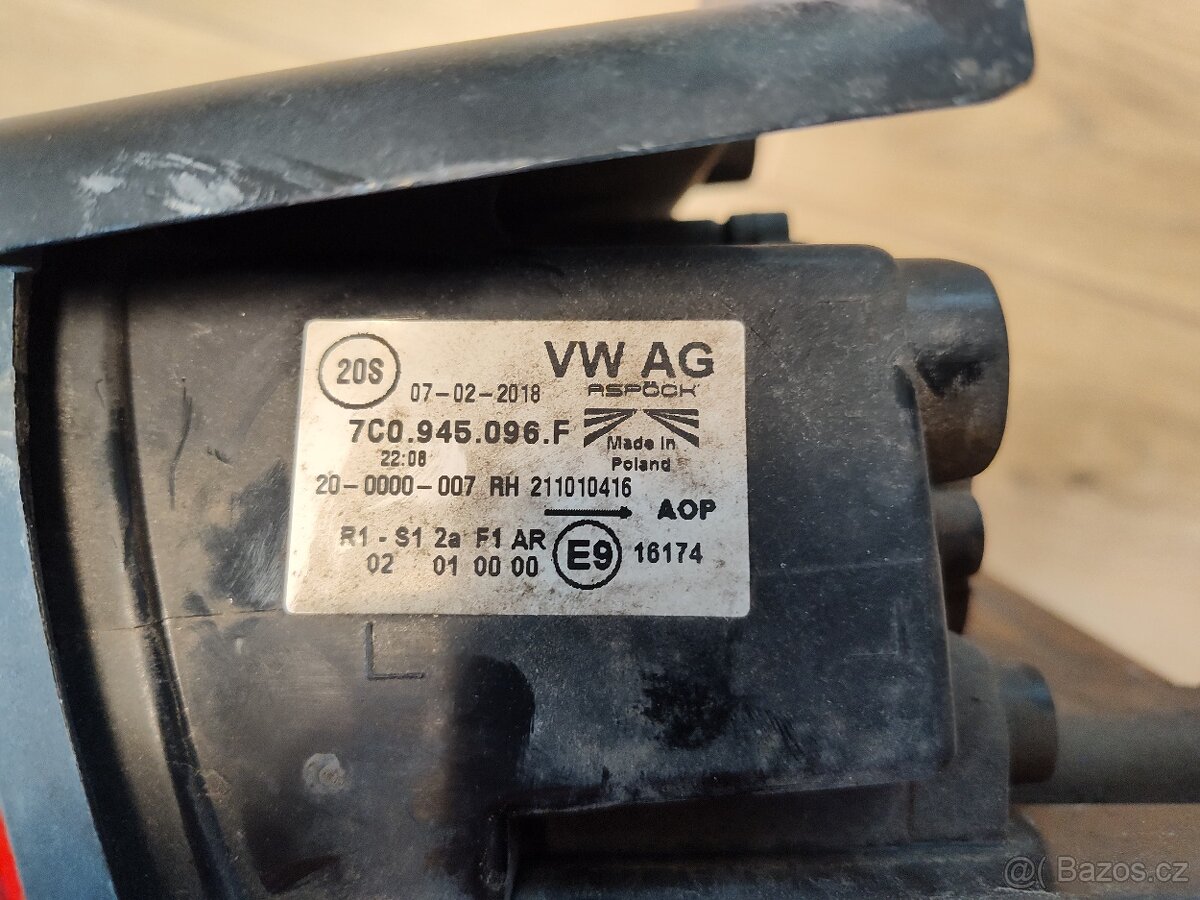 20S
VW AG
ASPÖCK
07-02-2018
7C0.945.096.F
Made in
Poland
22:08
20-0000-007 RH 211010416
AOP
R1 - S1 2a F1 AR
02 01 00 00
E9
16174
@( Bazos.cz